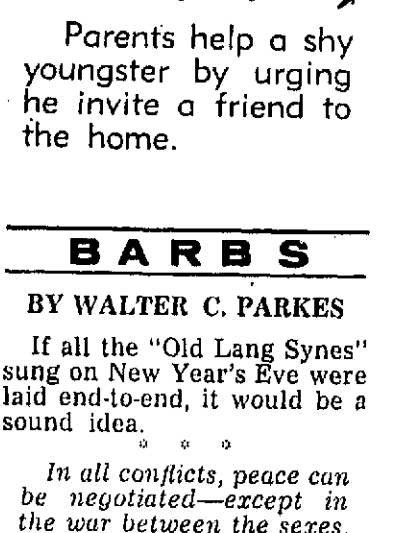 Parents help a shy
youngster by urging
he invite a friend to
the home.
BARBS
BY WALTER C. PARKES
If all the "Old Lang Synes"
sung on New Year's Eve were
laid end-to-end, it would be a
sound idea.
* * *
In all conflicts, peace can
be negotiated—except in
the war between the sexes.